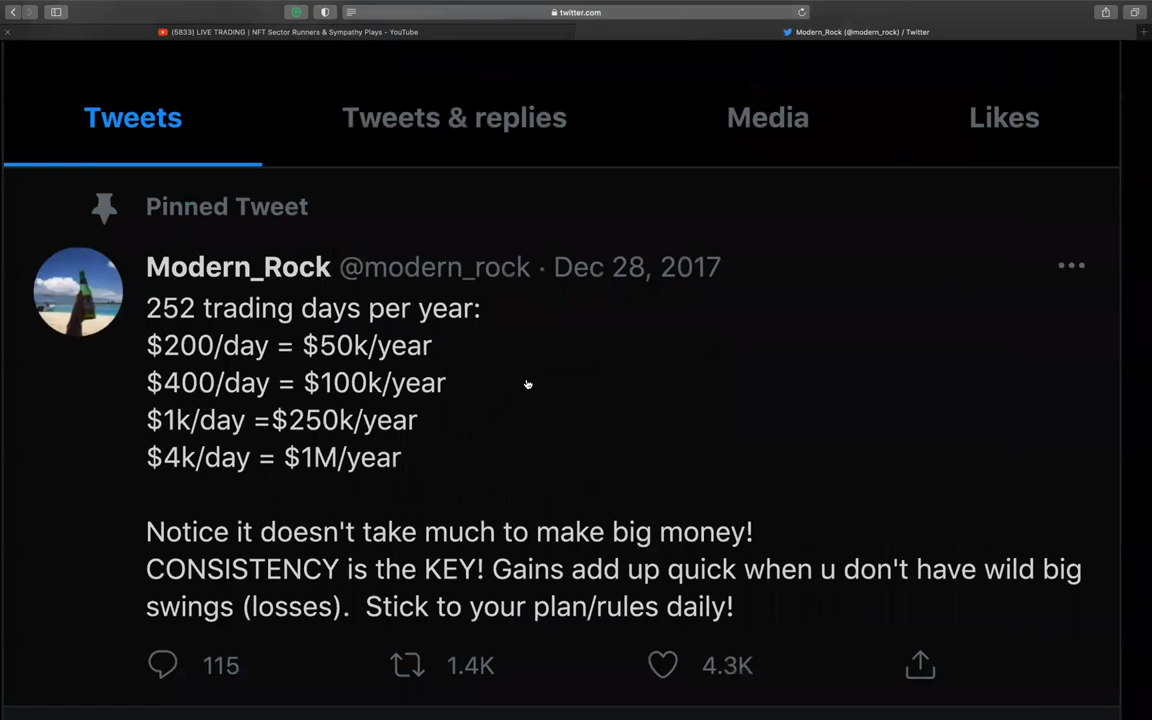 twitter.com
(5833) LIVE TRADING | NFT Sector Runners & Sympathy Plays - YouTube
Modern_Rock (@modern_rock) / Twitter
Tweets
Tweets & replies
Media
Likes
Pinned Tweet
Modern_Rock @modern_rock · Dec 28, 2017
252 trading days per year:
$200/day = $50k/year
$400/day = $100k/year
$1k/day =$250k/year
$4k/day = $1M/year
Notice it doesn't take much to make big money!
CONSISTENCY is the KEY! Gains add up quick when u don't have wild big
swings (losses).  Stick to your plan/rules daily!
115
1.4K
4.3K